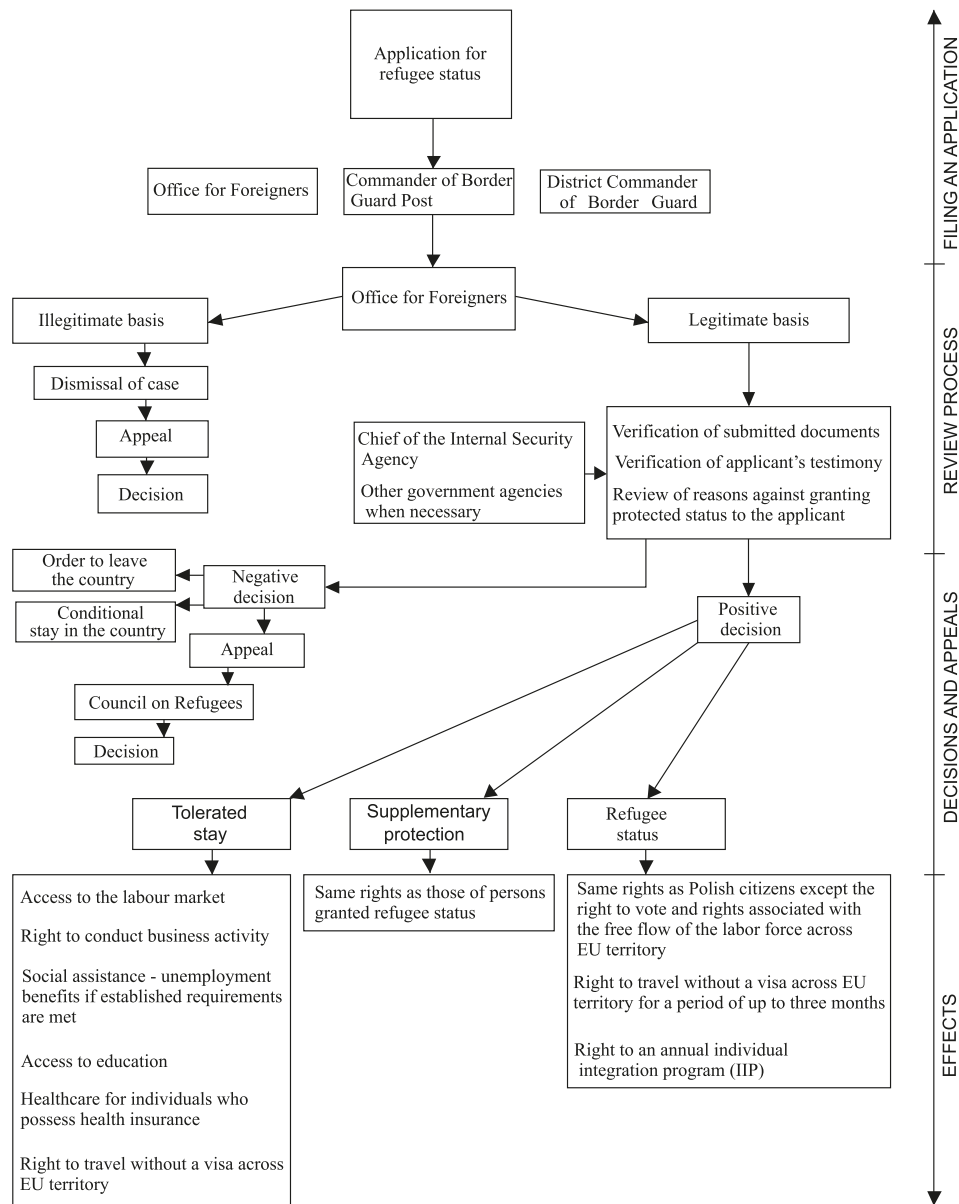 Application for
refugee status
Office for Foreigners
Commander of Border
Guard Post
District Commander
of Border Guard
Office for Foreigners
Illegitimate basis
Legitimate basis
Dismissal of case
Appeal
Decision
Chief of the Internal Security
Agency
Other government agencies
when necessary
Verification of submitted documents
Verification of applicant's testimony
Review of reasons against granting
protected status to the applicant
Order to leave
the country
Conditional
stay in the country
Negative
decision
Appeal
Council on Refugees
Decision
Positive
decision
Tolerated
stay
Supplementary
protection
Refugee
status
Access to the labour market
Right to conduct business activity
Social assistance - unemployment
benefits if established requirements
are met
Access to education
Healthcare for individuals who
possess health insurance
Right to travel without a visa across
EU territory
Same rights as those of persons
granted refugee status
Same rights as Polish citizens except the
right to vote and rights associated with
the free flow of the labor force across
EU territory
Right to travel without a visa across EU
territory for a period of up to three months
Right to an annual individual
integration program (IIP)
FILING AN APPLICATION
REVIEW PROCESS
DECISIONS AND APPEALS
EFFECTS